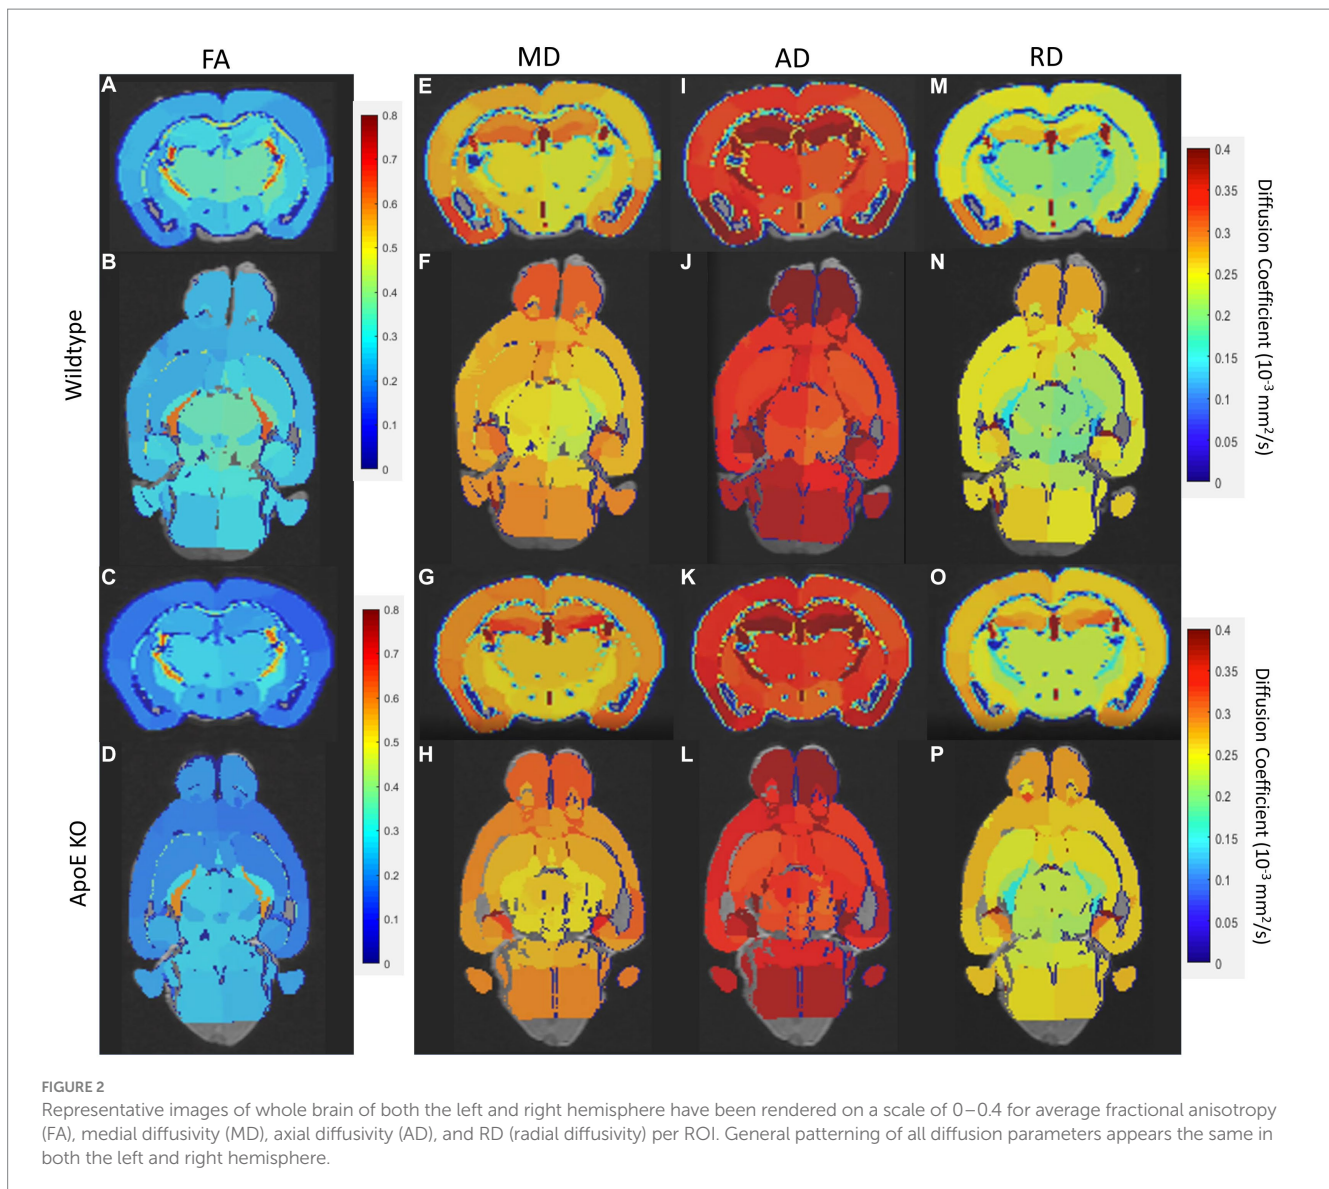 FA
MD
AD
RD
A
E
I
M
0.8
0.7
0.6
0.5
0.4
0.3
0.2
0.1
0
0.4
0.35
0.3
0.25
0.2
0.15
0.1
0.05
0
Diffusion Coefficient (10⁻³ mm²/s)
Wildtype
B
F
J
N
C
G
K
O
0.8
0.7
0.6
0.5
0.4
0.3
0.2
0.1
0
0.4
0.35
0.3
0.25
0.2
0.15
0.1
0.05
0
Diffusion Coefficient (10⁻³ mm²/s)
ApoE KO
D
H
L
P
FIGURE 2
Representative images of whole brain of both the left and right hemisphere have been rendered on a scale of 0–0.4 for average fractional anisotropy
(FA), medial diffusivity (MD), axial diffusivity (AD), and RD (radial diffusivity) per ROI. General patterning of all diffusion parameters appears the same in
both the left and right hemisphere.